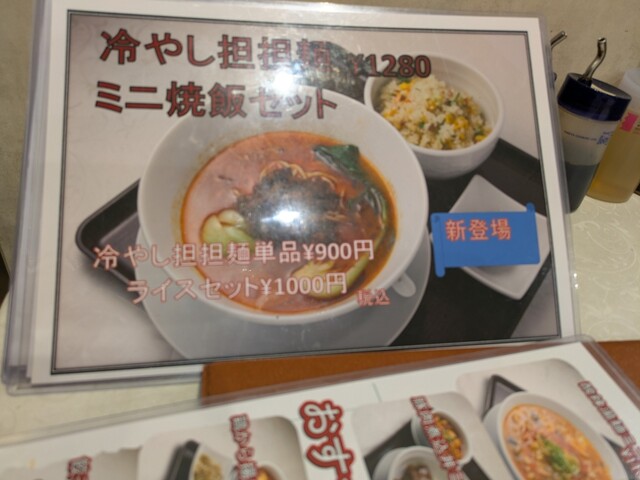 冷やし担担麺 ¥1280
ミニ焼飯セット
新登場
冷やし担担麺単品¥900円
ライスセット¥1000円
税込
おす